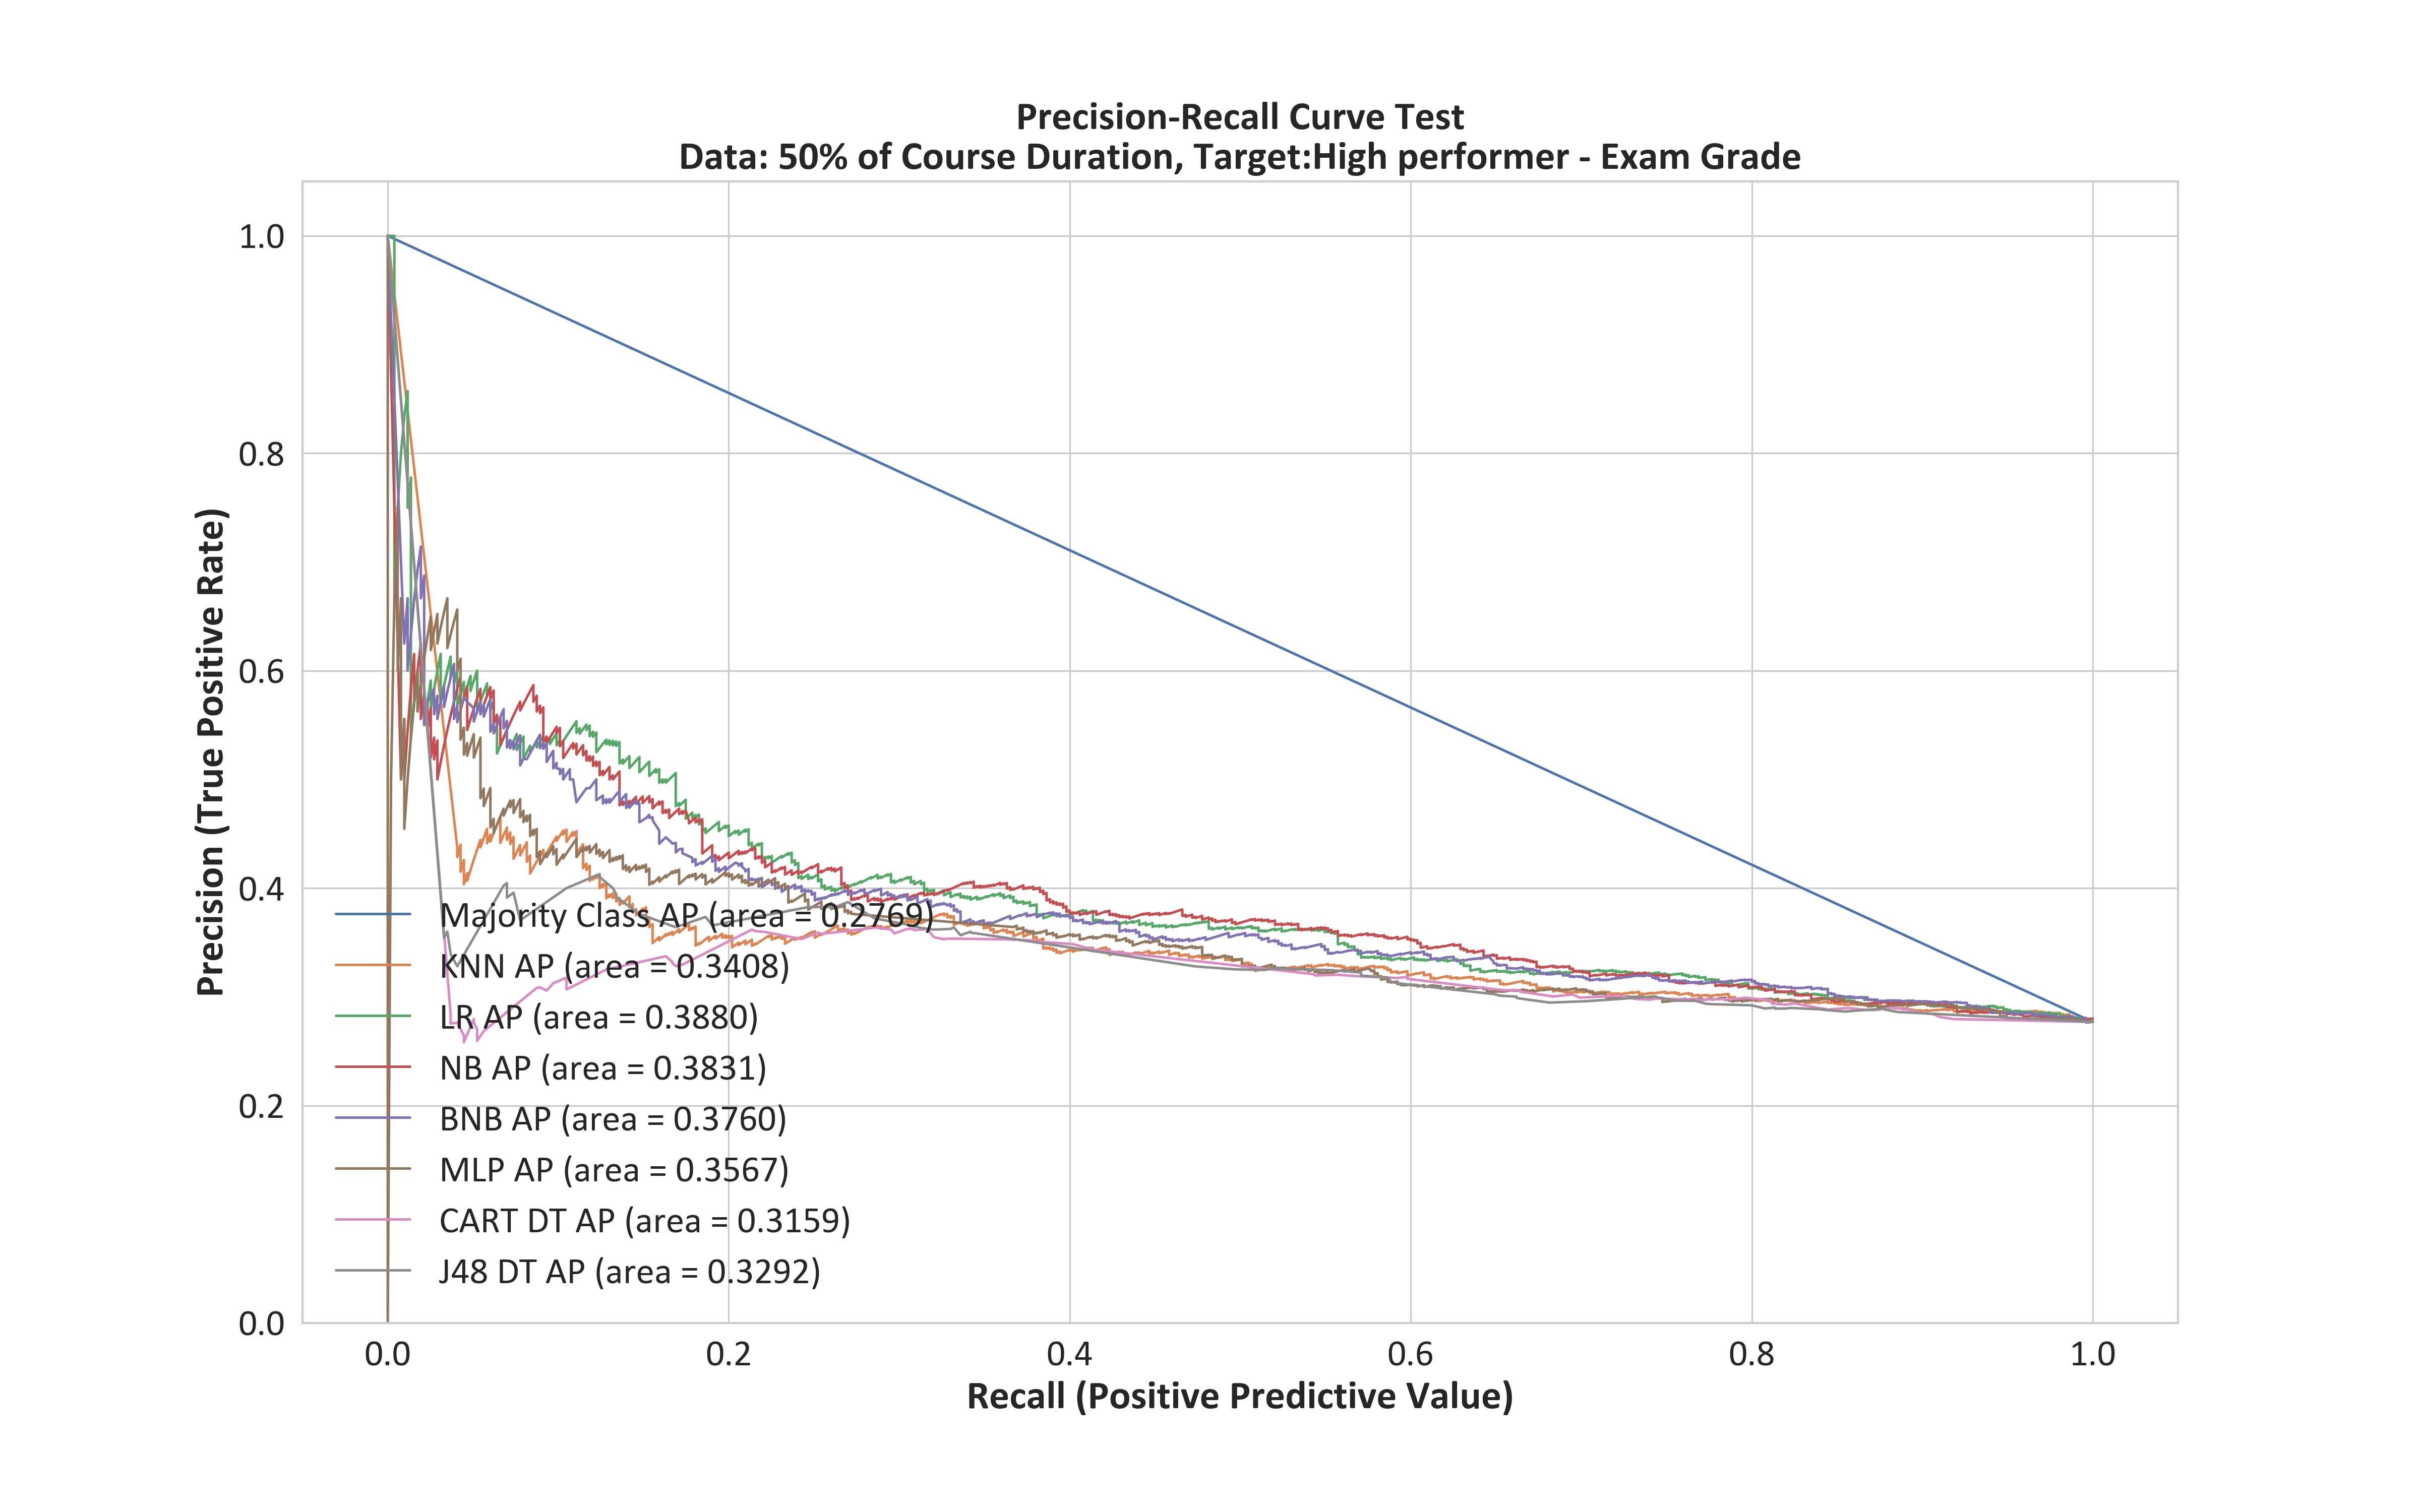 Precision-Recall Curve Test
Data: 50% of Course Duration, Target:High performer - Exam Grade
Precision (True Positive Rate)
1.0
0.8
0.6
0.4
0.2
0.0
Majority Class AP (area = 0.2769)
KNN AP (area = 0.3408)
LR AP (area = 0.3880)
NB AP (area = 0.3831)
BNB AP (area = 0.3760)
MLP AP (area = 0.3567)
CART DT AP (area = 0.3159)
J48 DT AP (area = 0.3292)
0.0 0.2 0.4 0.6 0.8 1.0
Recall (Positive Predictive Value)